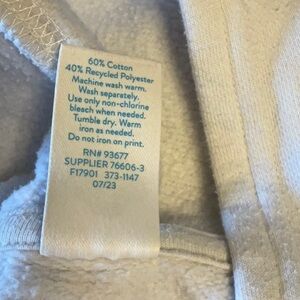 60% Cotton
40% Recycled Polyester
Machine wash warm.
Wash separately.
Use only non-chlorine
bleach when needed.
Tumble dry. Warm
iron as needed.
Do not iron on print.
RN# 93677
SUPPLIER 76606-3
F17901 373-1147
07/23